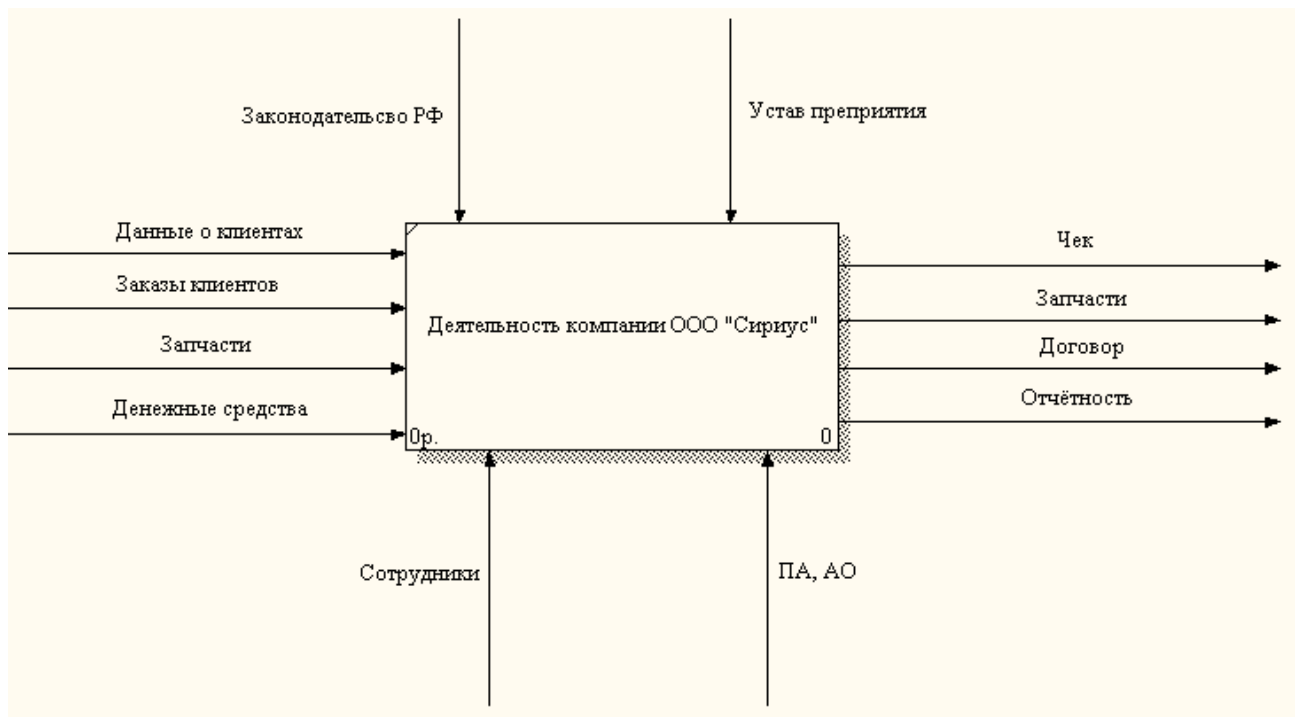 Законодательсво РФ
Устав преприятия
Данные о клиентах
Заказы клиентов
Запчасти
Денежные средства
Деятельность компании ООО "Сириус"
0р.
0
Чек
Запчасти
Договор
Отчётность
Сотрудники
ПА, АО